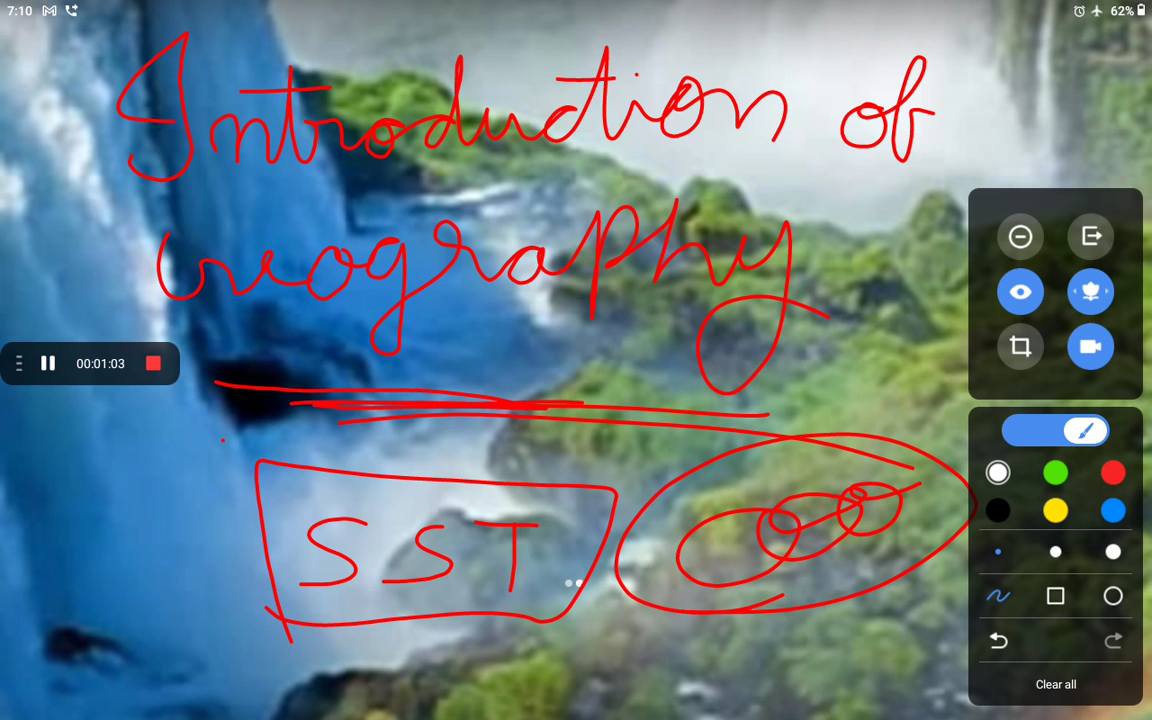 7:10
62%
Introduction of
Geography
00:01:03
SST
Clear all